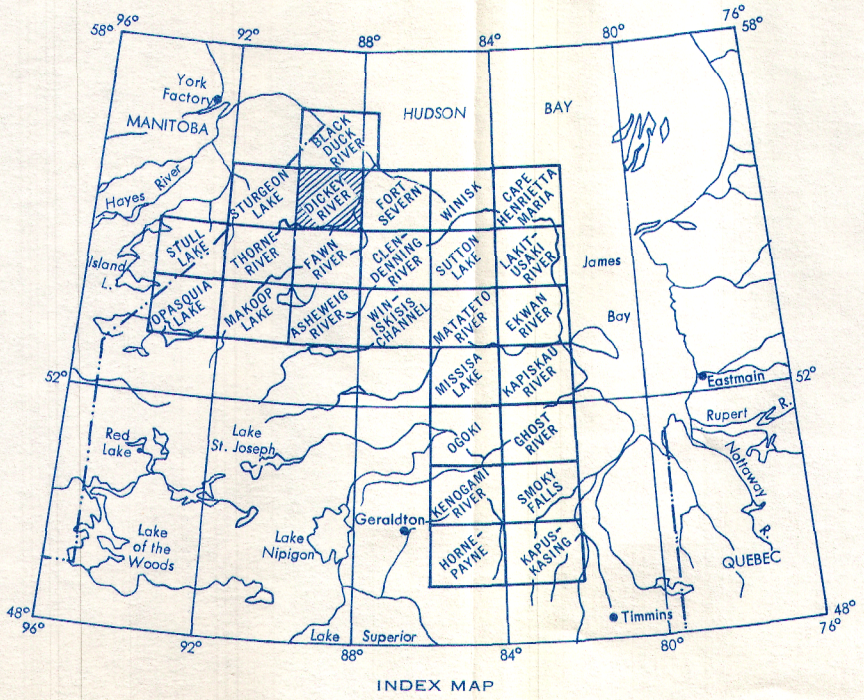 96°
58°
92°
88°
84°
80°
76°
58°
York
Factory
MANITOBA
HUDSON
BAY
BLACK
DUCK
RIVER
Hayes River
STURGEON
LAKE
DICKEY
RIVER
FORT
SEVERN
WINISK
CAPE
HENRIETTA
MARIA
Island
L.
STULL
LAKE
THORNE
RIVER
FAWN
RIVER
CLEN-
DENNING
RIVER
SUTTON
LAKE
LAKIT-
USAKI
RIVER
James
Bay
OPASQUIA
LAKE
MAKOOP
LAKE
ASHEWEIG
RIVER
WIN-
ISKISIS
CHANNEL
MATATETO
RIVER
EKWAN
RIVER
52°
MISSISA
LAKE
KAPISKAU
RIVER
Eastmain
52°
Rupert R.
Red
Lake
Lake
St. Joseph
OGOKI
GHOST
RIVER
Nottaway
R.
KENOGAMI
RIVER
SMOKY
FALLS
Lake
of the
Woods
Lake
Nipigon
Geraldton
HORNE-
PAYNE
KAPUS-
KASING
QUEBEC
Timmins
Lake Superior
48°
96°
92°
88°
84°
80°
48°
76°
INDEX MAP